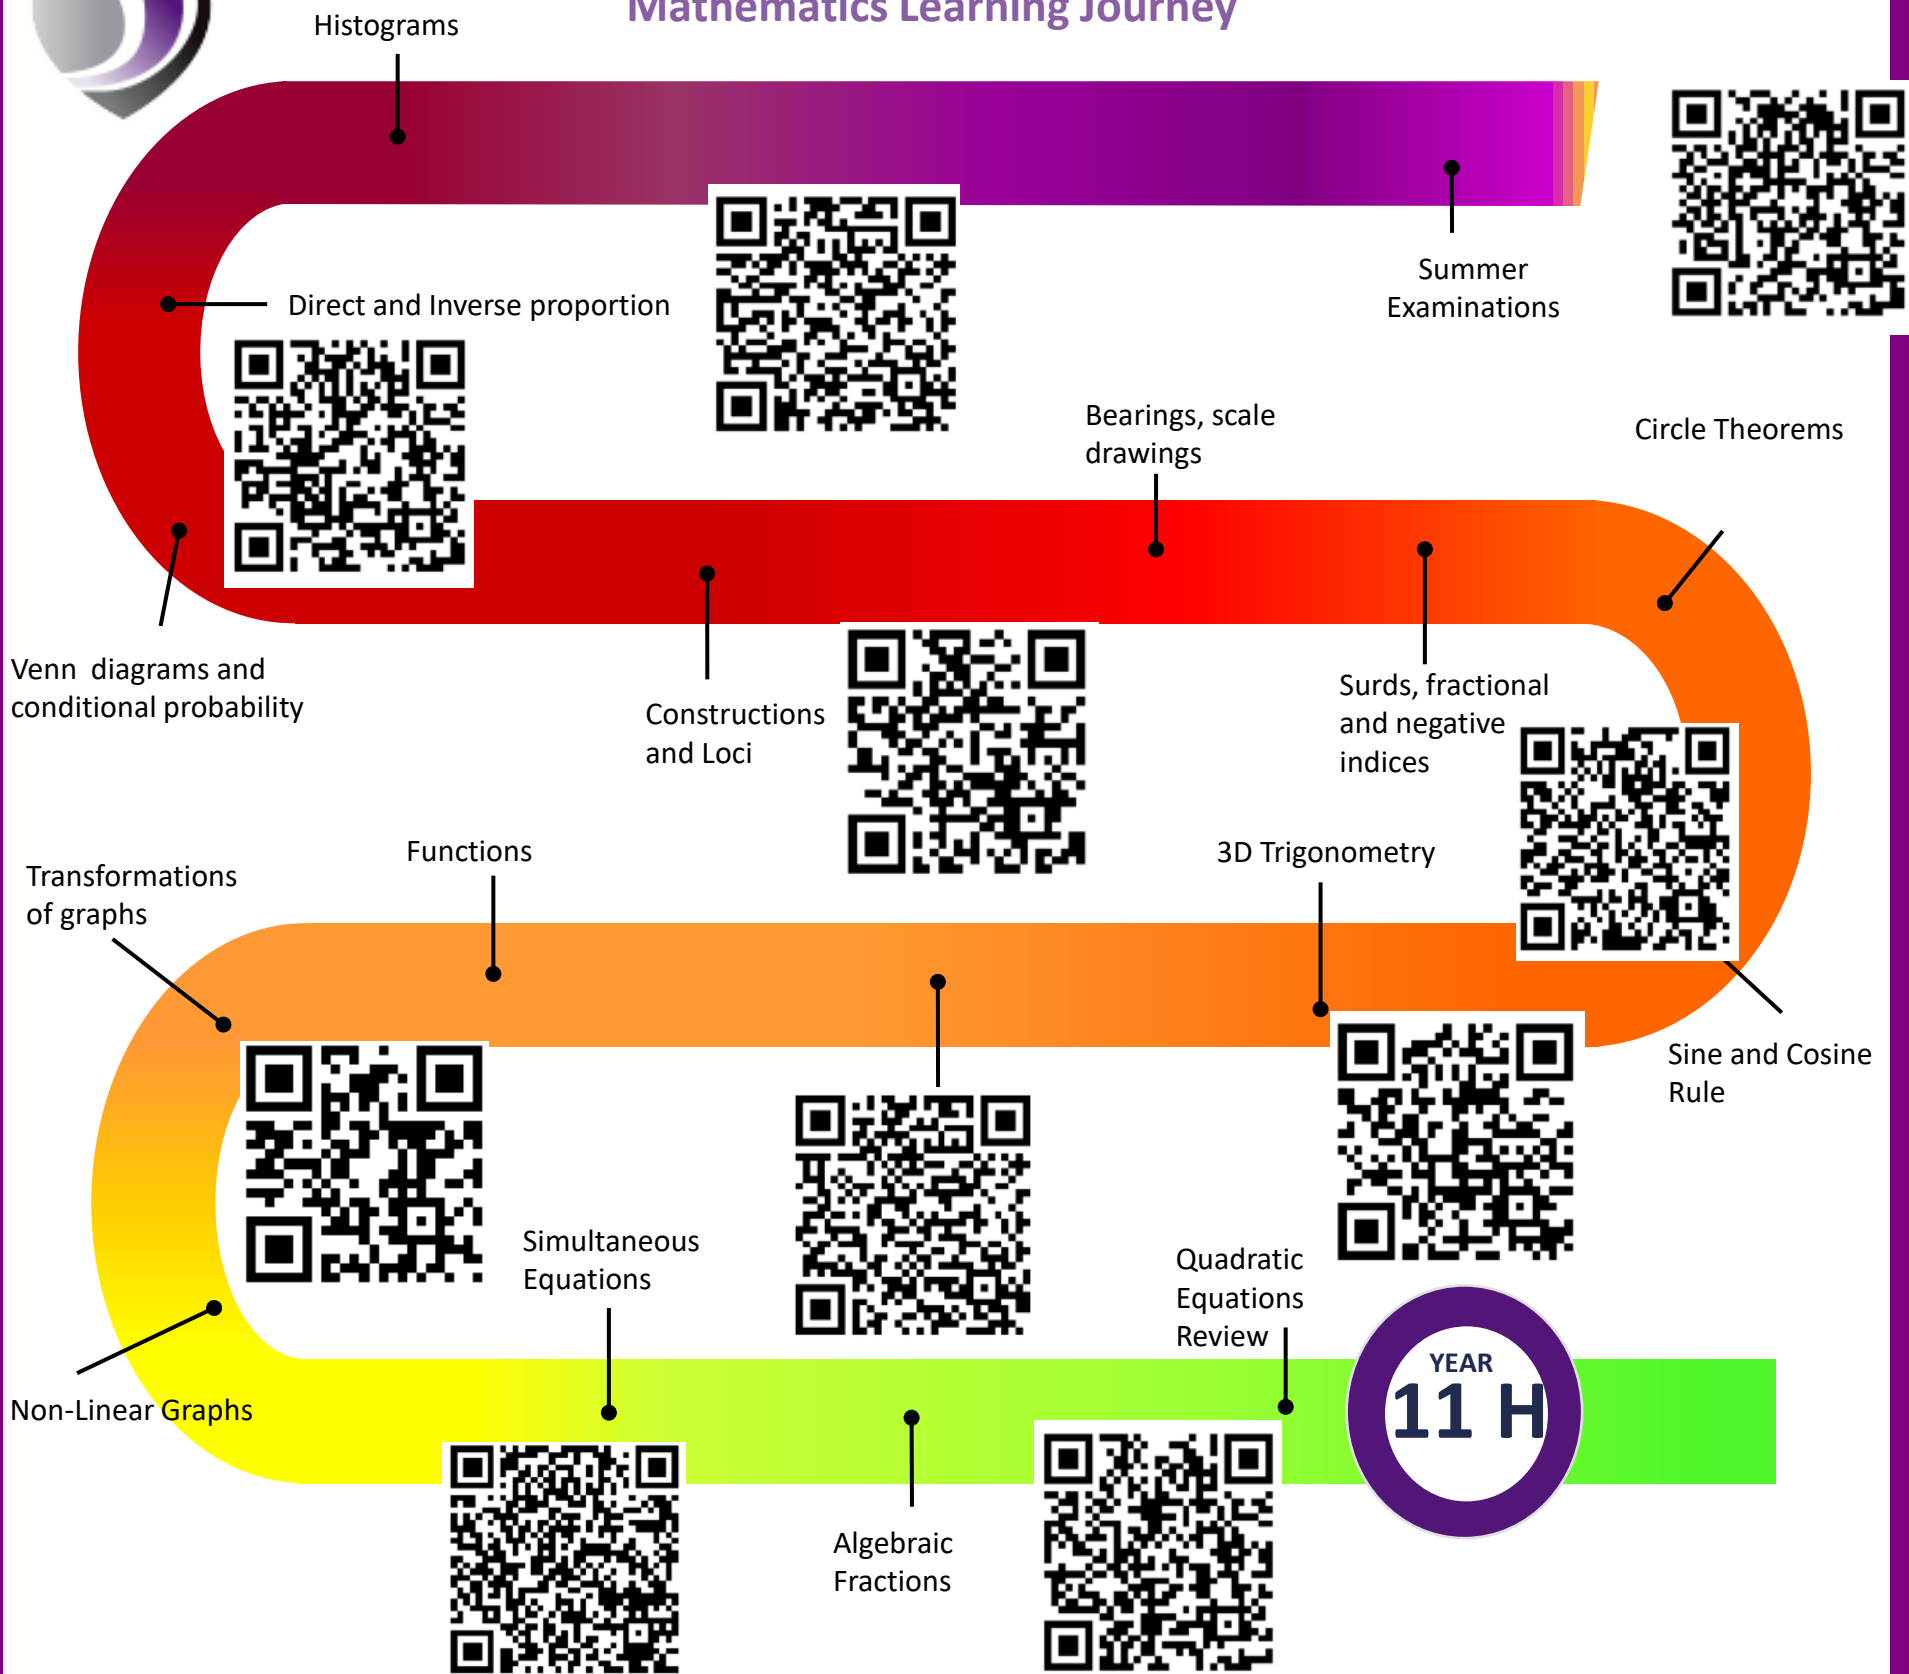 Mathematics Learning Journey
Histograms
Summer
Examinations
Direct and Inverse proportion
Bearings, scale
drawings
Circle Theorems
Venn diagrams and
conditional probability
Constructions
and Loci
Surds, fractional
and negative
indices
Transformations
of graphs
Functions
3D Trigonometry
Sine and Cosine
Rule
Simultaneous
Equations
Quadratic
Equations
Review
YEAR
11 H
Non-Linear Graphs
Algebraic
Fractions